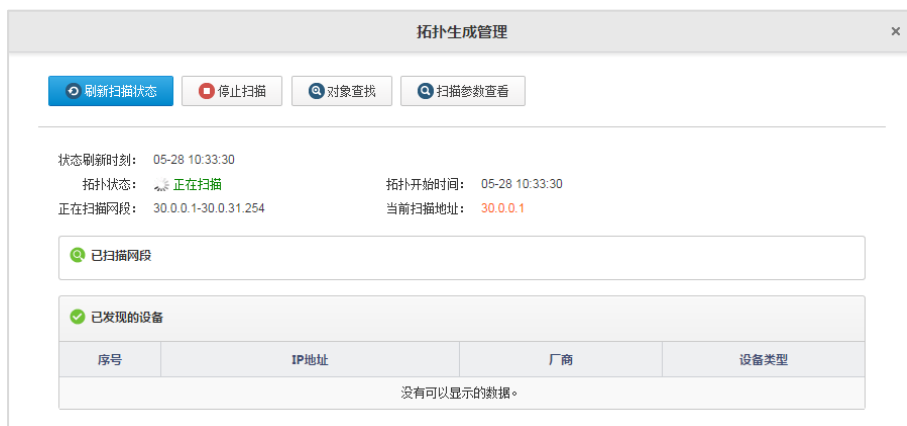 拓扑生成管理
刷新扫描状态 停止扫描 对象查找 扫描参数查看
状态刷新时刻: 05-28 10:33:30
拓扑状态: 正在扫描 拓扑开始时间: 05-28 10:33:30
正在扫描网段: 30.0.0.1-30.0.31.254 当前扫描地址: 30.0.0.1
已扫描网段
已发现的设备
序号 IP地址 厂商 设备类型
没有可以显示的数据。